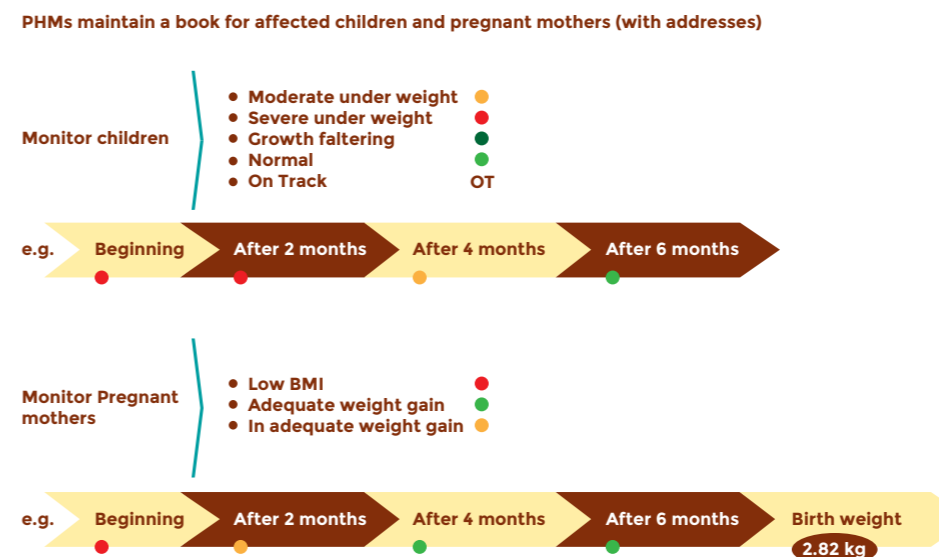 PHMs maintain a book for affected children and pregnant mothers (with addresses)
Monitor children
• Moderate under weight
• Severe under weight
• Growth faltering
• Normal
• On Track OT
e.g. Beginning After 2 months After 4 months After 6 months
Monitor Pregnant
mothers
• Low BMI
• Adequate weight gain
• In adequate weight gain
e.g. Beginning After 2 months After 4 months After 6 months Birth weight
2.82 kg